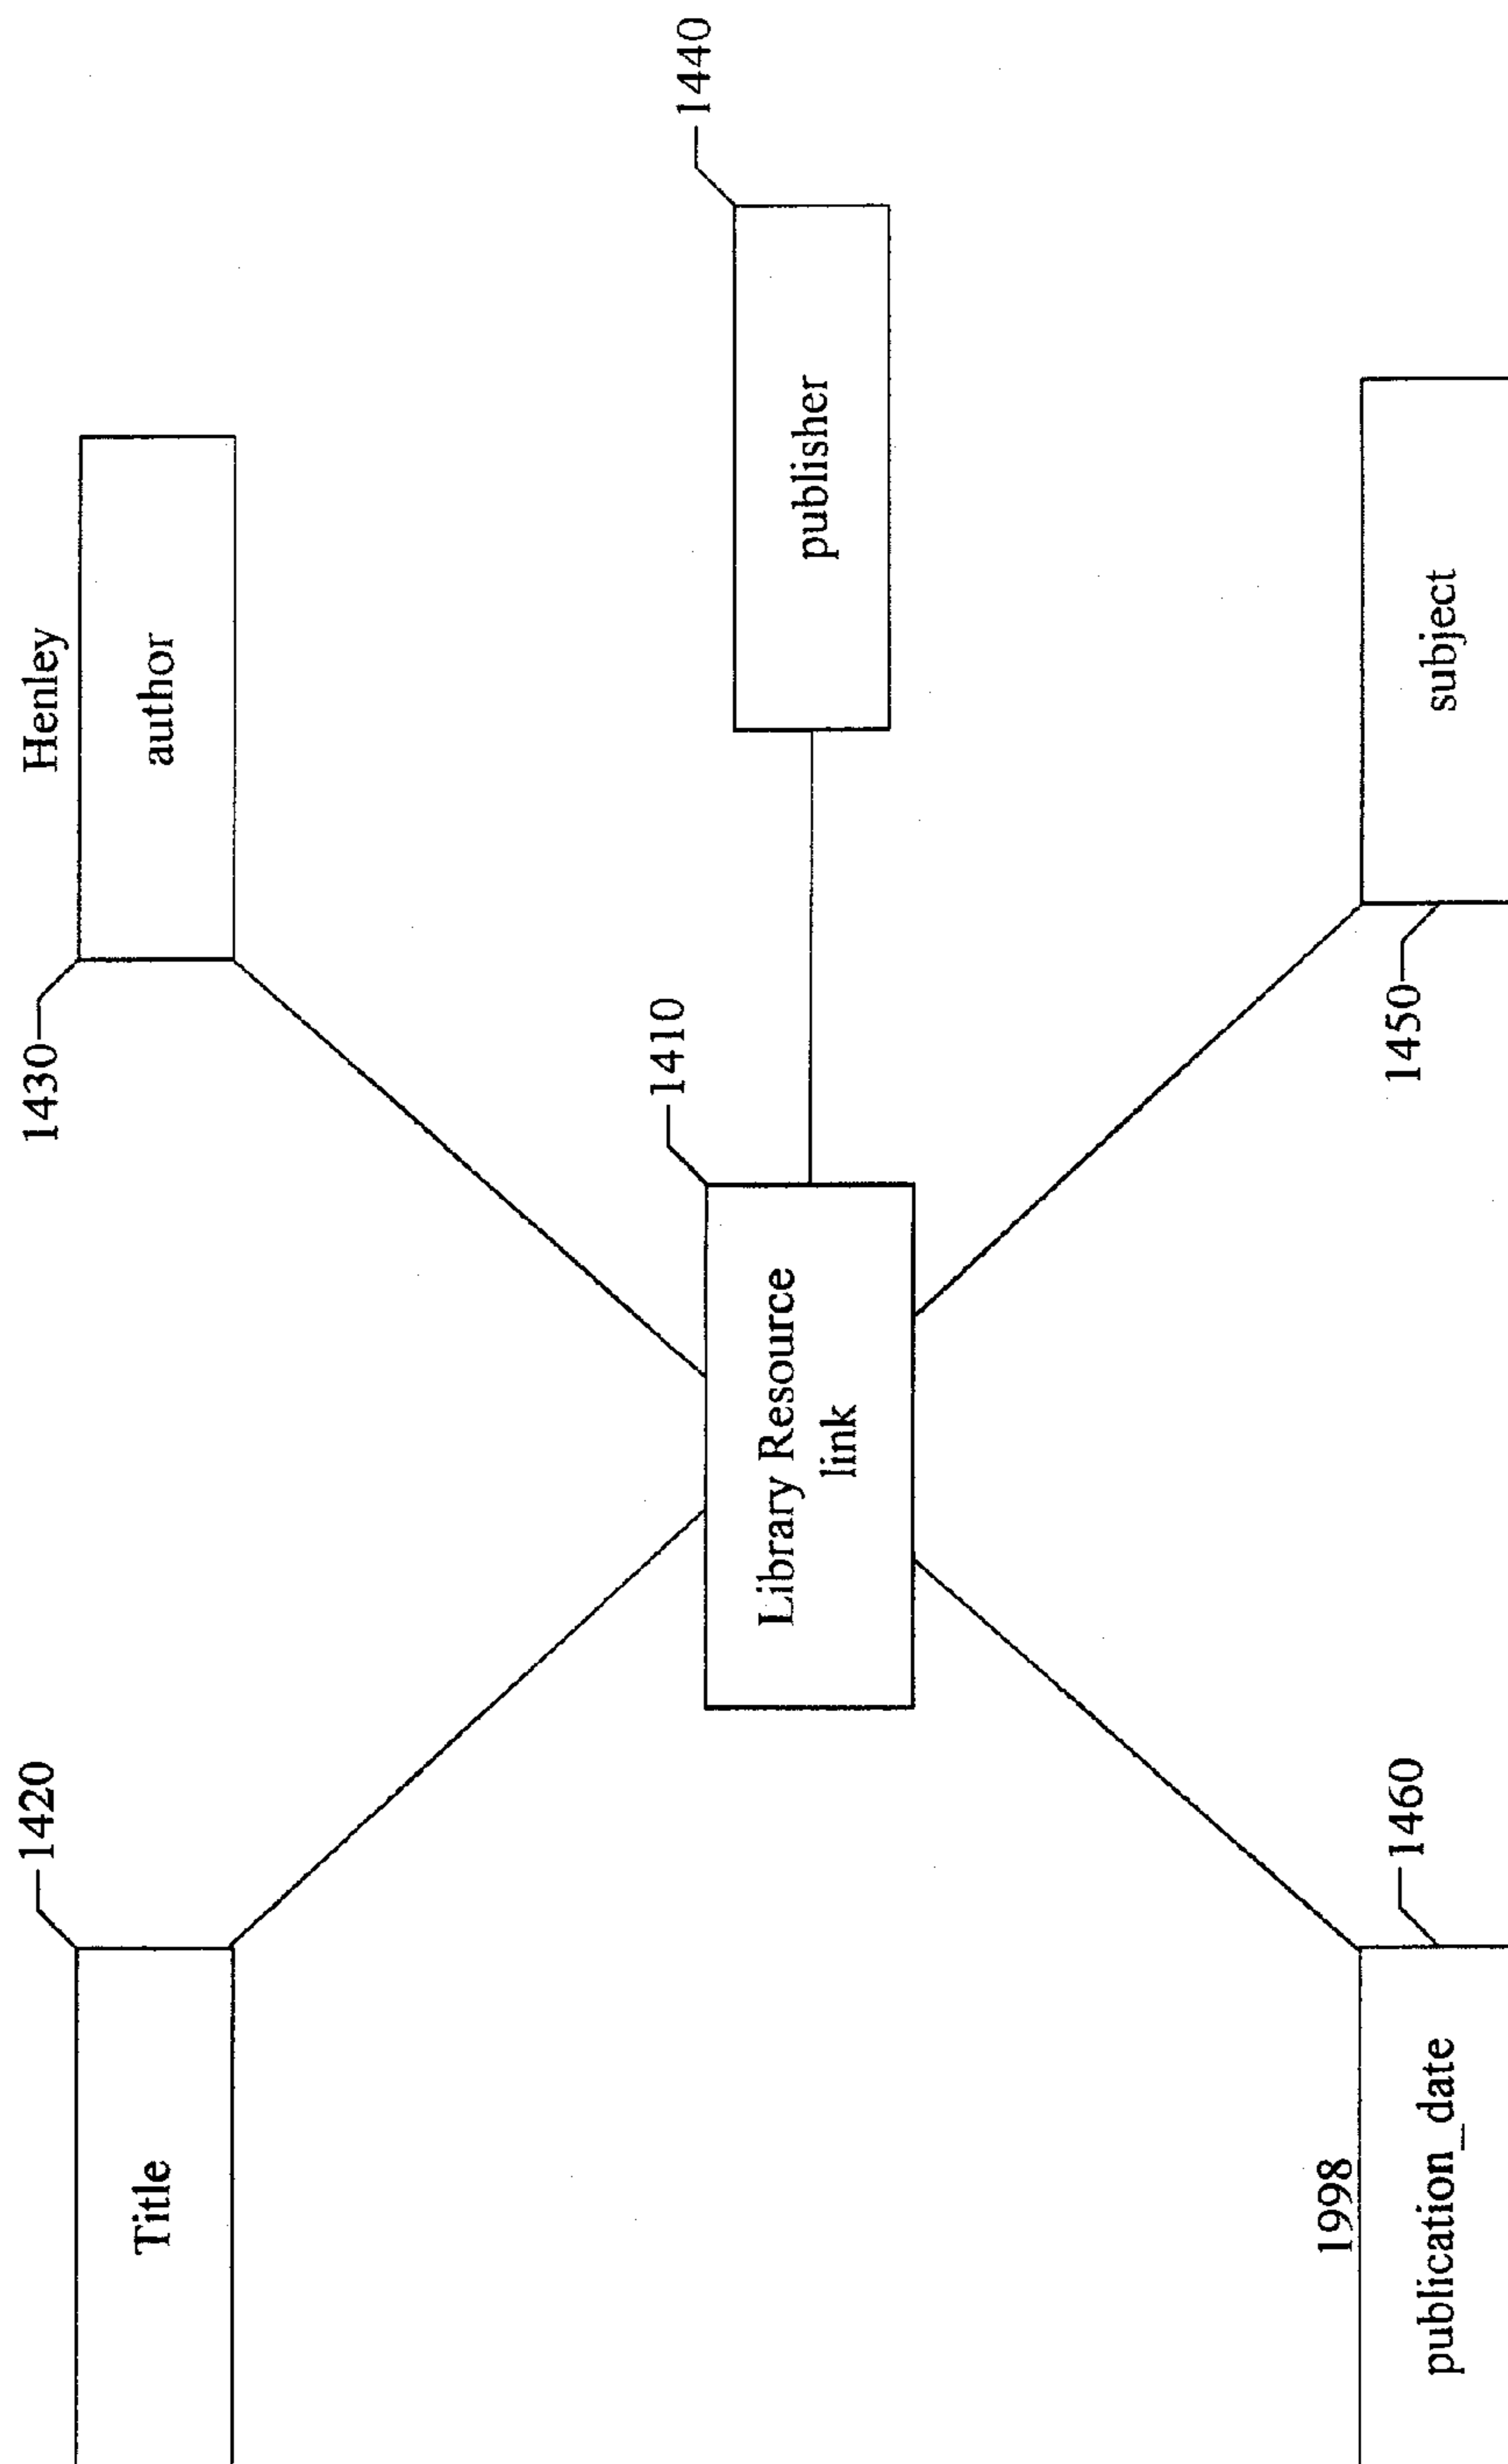 1420
Title
1430
Henley
author
1410
Library Resource
link
1440
publisher
1460
1998
publication_date
1450
subject